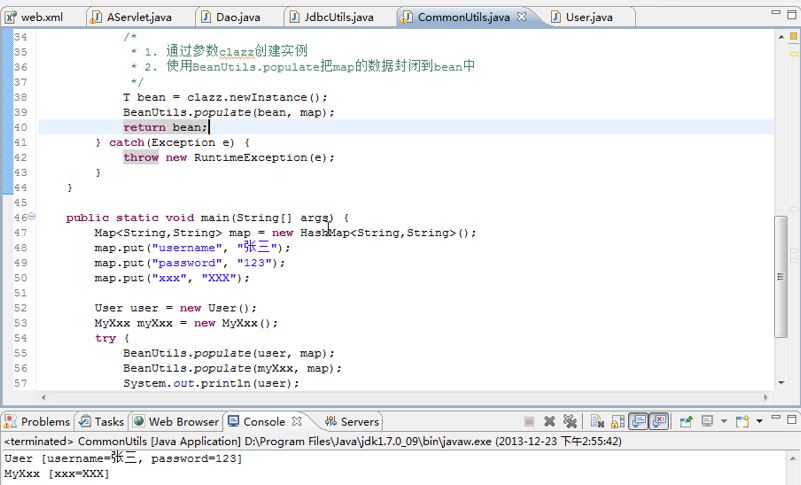 web.xml AServlet.java Dao.java JdbcUtils.java CommonUtils.java User.java
34 /*
35 * 1. 通过参数clazz创建实例
36 * 2. 使用BeanUtils.populate把map的数据封闭到bean中
37 */
38 T bean = clazz.newInstance();
39 BeanUtils.populate(bean, map);
40 return bean;
41 } catch(Exception e) {
42 throw new RuntimeException(e);
43 }
44 }
45
46 public static void main(String[] args) {
47 Map<String,String> map = new HashMap<String,String>();
48 map.put("username", "张三");
49 map.put("password", "123");
50 map.put("xxx", "XXX");
51
52 User user = new User();
53 MyXxx myXxx = new MyXxx();
54 try {
55 BeanUtils.populate(user, map);
56 BeanUtils.populate(myXxx, map);
57 System.out.println(user);
Problems Tasks Web Browser Console Servers
<terminated> CommonUtils [Java Application] D:\Program Files\Java\jdk1.7.0_09\bin\javaw.exe (2013-12-23 下午2:55:42)
User [username=张三, password=123]
MyXxx [xxx=XXX]